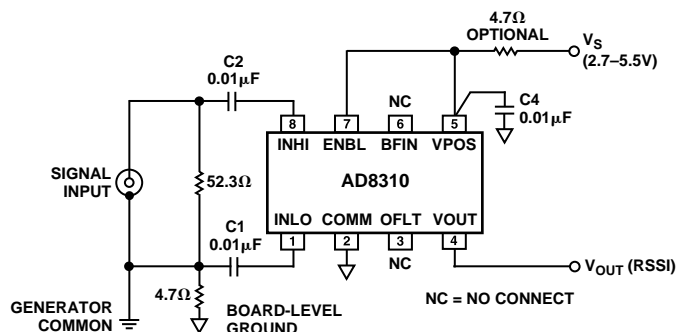 4.7Ω
OPTIONAL
VS
(2.7–5.5V)
C2
0.01μF
NC
C4
0.01μF
8
7
6
5
INHI
ENBL
BFIN
VPOS
SIGNAL
INPUT
52.3Ω
AD8310
C1
0.01μF
INLO
COMM
OFLT
VOUT
1
2
3
4
NC
VOUT (RSSI)
4.7Ω
GENERATOR
COMMON
BOARD-LEVEL
GROUND
NC = NO CONNECT